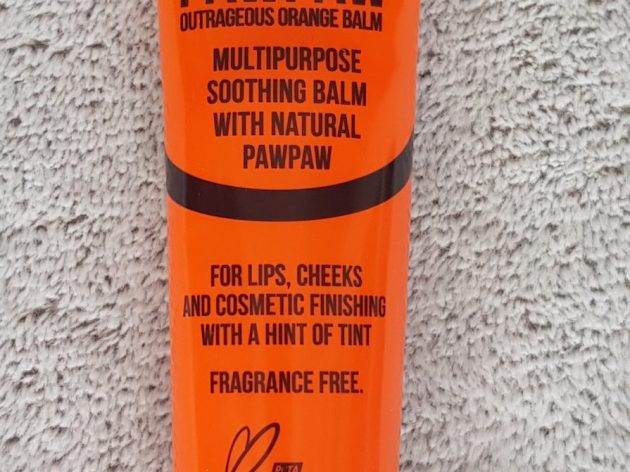 OUTRAGEOUS ORANGE BALM
MULTIPURPOSE
SOOTHING BALM
WITH NATURAL
PAWPAW
FOR LIPS, CHEEKS
AND COSMETIC FINISHING
WITH A HINT OF TINT
FRAGRANCE FREE.
PETA